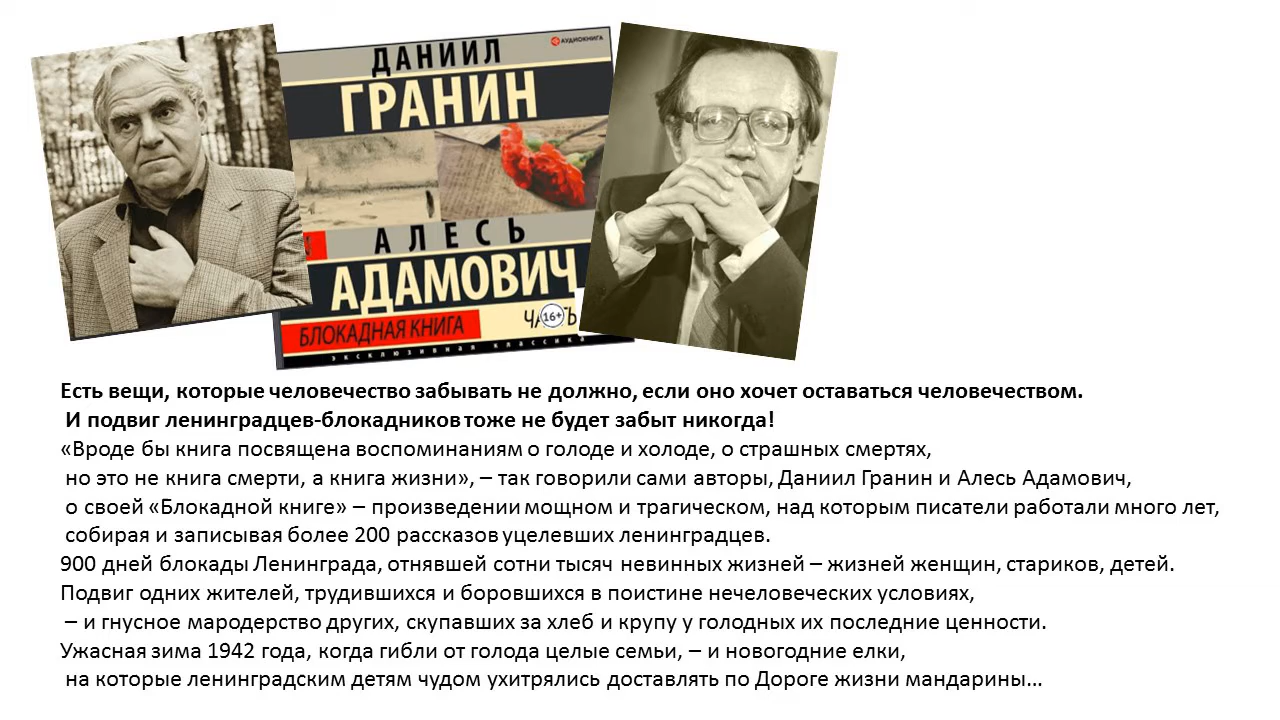 АУДИОКНИГА
ДАНИИЛ
ГРАНИН
АЛЕСЬ
АДАМОВИЧ
БЛОКАДНАЯ КНИГА
16+
эксклюзивная классика
Есть вещи, которые человечество забывать не должно, если оно хочет оставаться человечеством.
И подвиг ленинградцев-блокадников тоже не будет забыт никогда!
«Вроде бы книга посвящена воспоминаниям о голоде и холоде, о страшных смертях,
но это не книга смерти, а книга жизни», – так говорили сами авторы, Даниил Гранин и Алесь Адамович,
о своей «Блокадной книге» – произведении мощном и трагическом, над которым писатели работали много лет,
собирая и записывая более 200 рассказов уцелевших ленинградцев.
900 дней блокады Ленинграда, отнявшей сотни тысяч невинных жизней – жизней женщин, стариков, детей.
Подвиг одних жителей, трудившихся и боровшихся в поистине нечеловеческих условиях,
– и гнусное мародерство других, скупавших за хлеб и крупу у голодных их последние ценности.
Ужасная зима 1942 года, когда гибли от голода целые семьи, – и новогодние елки,
на которые ленинградским детям чудом ухитрялись доставлять по Дороге жизни мандарины…